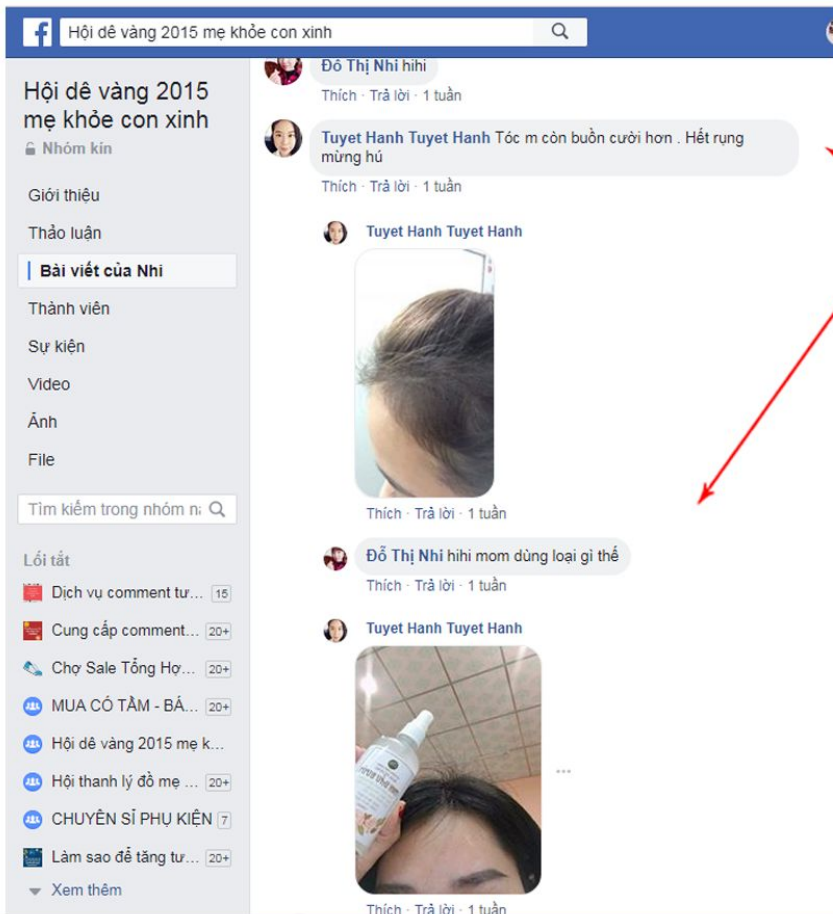 Hội dê vàng 2015 mẹ khỏe con xinh
Hội dê vàng 2015
mẹ khỏe con xinh
Nhóm kín
Giới thiệu
Thảo luận
Bài viết của Nhi
Thành viên
Sự kiện
Video
Ảnh
File
Tìm kiếm trong nhóm nà
Lối tắt
Dịch vụ comment tư... 15
Cung cấp comment... 20+
Chợ Sale Tổng Hợ... 20+
MUA CÓ TÂM - BÁ... 20+
Hội dê vàng 2015 mẹ k...
Hội thanh lý đồ mẹ ... 20+
CHUYÊN SỈ PHỤ KIỆN 7
Làm sao để tăng tư... 20+
Xem thêm
Đỗ Thị Nhi hihi
Thích · Trả lời · 1 tuần
Tuyet Hanh Tuyet Hanh Tóc m còn buồn cười hơn . Hết rụng
mừng hú
Thích · Trả lời · 1 tuần
Tuyet Hanh Tuyet Hanh
Thích · Trả lời · 1 tuần
Đỗ Thị Nhi hihi mom dùng loại gì thế
Thích · Trả lời · 1 tuần
Tuyet Hanh Tuyet Hanh
Thích · Trả lời · 1 tuần